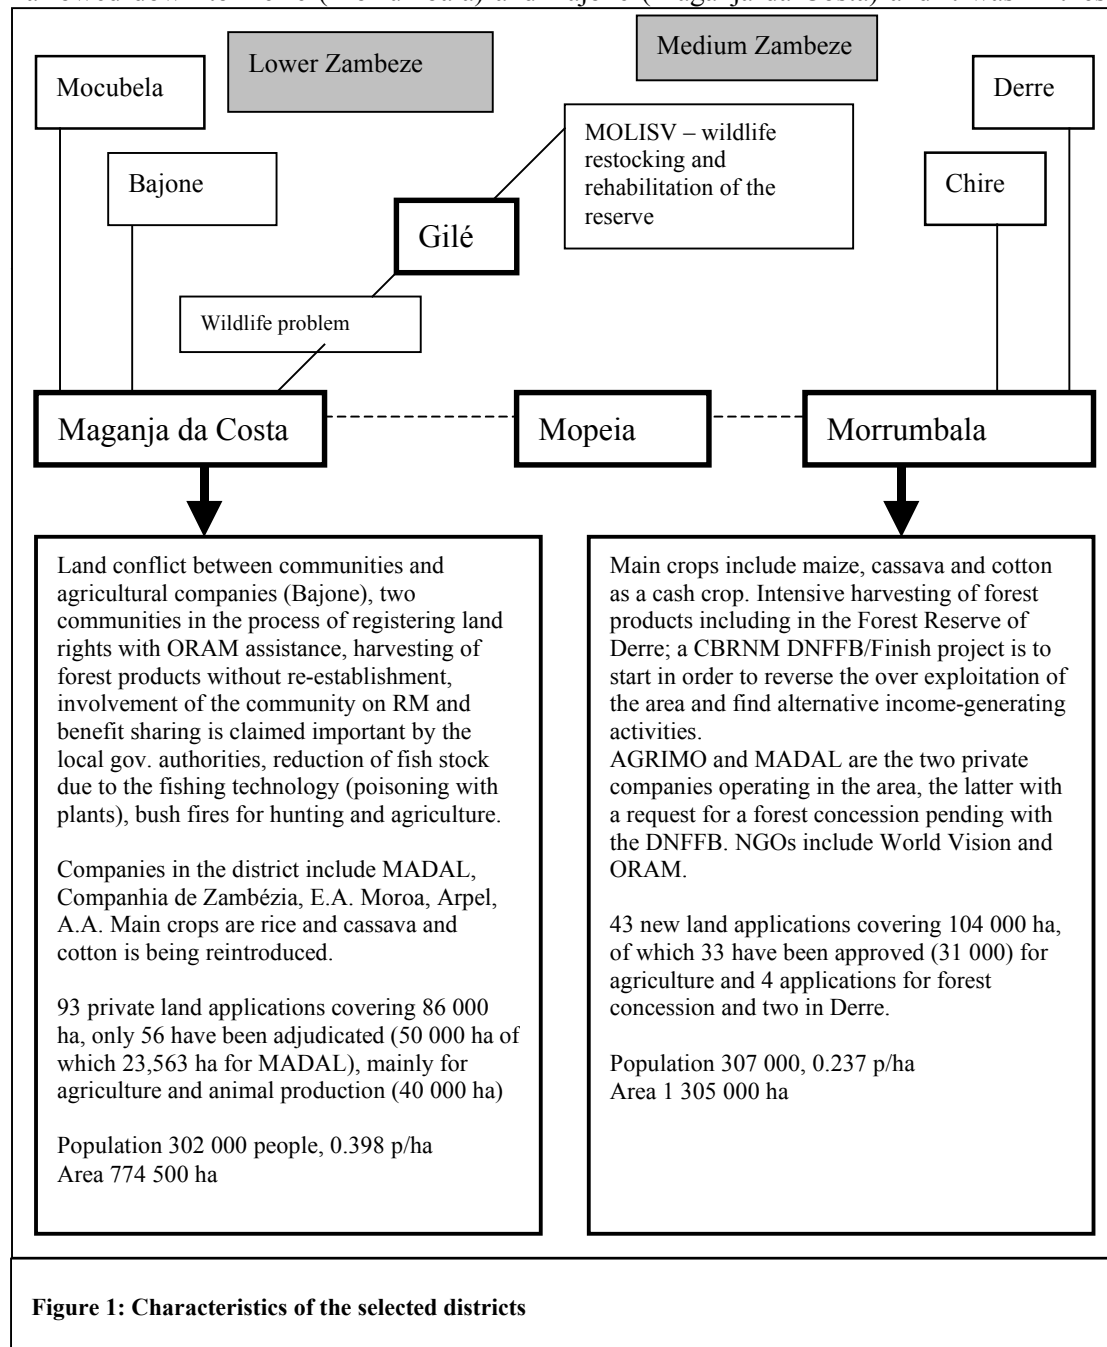 Lower Zambeze
Medium Zambeze
Mocubela
Derre
Bajone
MOLISV – wildlife
restocking and
rehabilitation of the
reserve
Chire
Gilé
Wildlife problem
Maganja da Costa
Mopeia
Morrumbala
Land conflict between communities and
agricultural companies (Bajone), two
communities in the process of registering land
rights with ORAM assistance, harvesting of
forest products without re-establishment,
involvement of the community on RM and
benefit sharing is claimed important by the
local gov. authorities, reduction of fish stock
due to the fishing technology (poisoning with
plants), bush fires for hunting and agriculture.
Companies in the district include MADAL,
Companhia de Zambézia, E.A. Moroa, Arpel,
A.A. Main crops are rice and cassava and
cotton is being reintroduced.
93 private land applications covering 86 000
ha, only 56 have been adjudicated (50 000 ha of
which 23,563 ha for MADAL), mainly for
agriculture and animal production (40 000 ha)
Population 302 000 people, 0.398 p/ha
Area 774 500 ha
Main crops include maize, cassava and cotton
as a cash crop. Intensive harvesting of forest
products including in the Forest Reserve of
Derre; a CBRNM DNFFB/Finish project is to
start in order to reverse the over exploitation of
the area and find alternative income-generating
activities.
AGRIMO and MADAL are the two private
companies operating in the area, the latter with
a request for a forest concession pending with
the DNFFB. NGOs include World Vision and
ORAM.
43 new land applications covering 104 000 ha,
of which 33 have been approved (31 000) for
agriculture and 4 applications for forest
concession and two in Derre.
Population 307 000, 0.237 p/ha
Area 1 305 000 ha
Figure 1: Characteristics of the selected districts